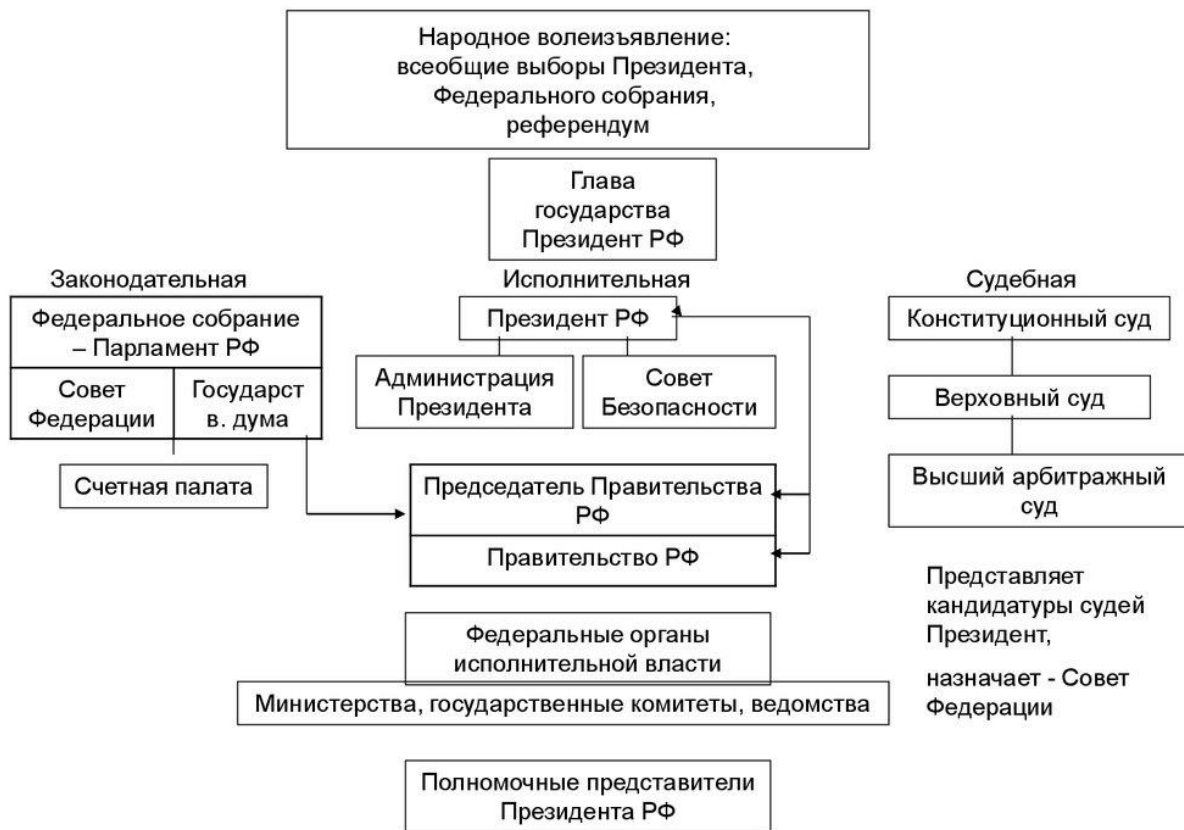 Народное волеизъявление:
всеобщие выборы Президента,
Федерального собрания,
референдум
Глава
государства
Президент РФ
Законодательная
Федеральное собрание
– Парламент РФ
Совет
Федерации
Государст
в. дума
Счетная палата
Исполнительная
Президент РФ
Администрация
Президента
Совет
Безопасности
Председатель Правительства
РФ
Правительство РФ
Федеральные органы
исполнительной власти
Министерства, государственные комитеты, ведомства
Полномочные представители
Президента РФ
Судебная
Конституционный суд
Верховный суд
Высший арбитражный
суд
Представляет
кандидатуры судей
Президент,
назначает - Совет
Федерации